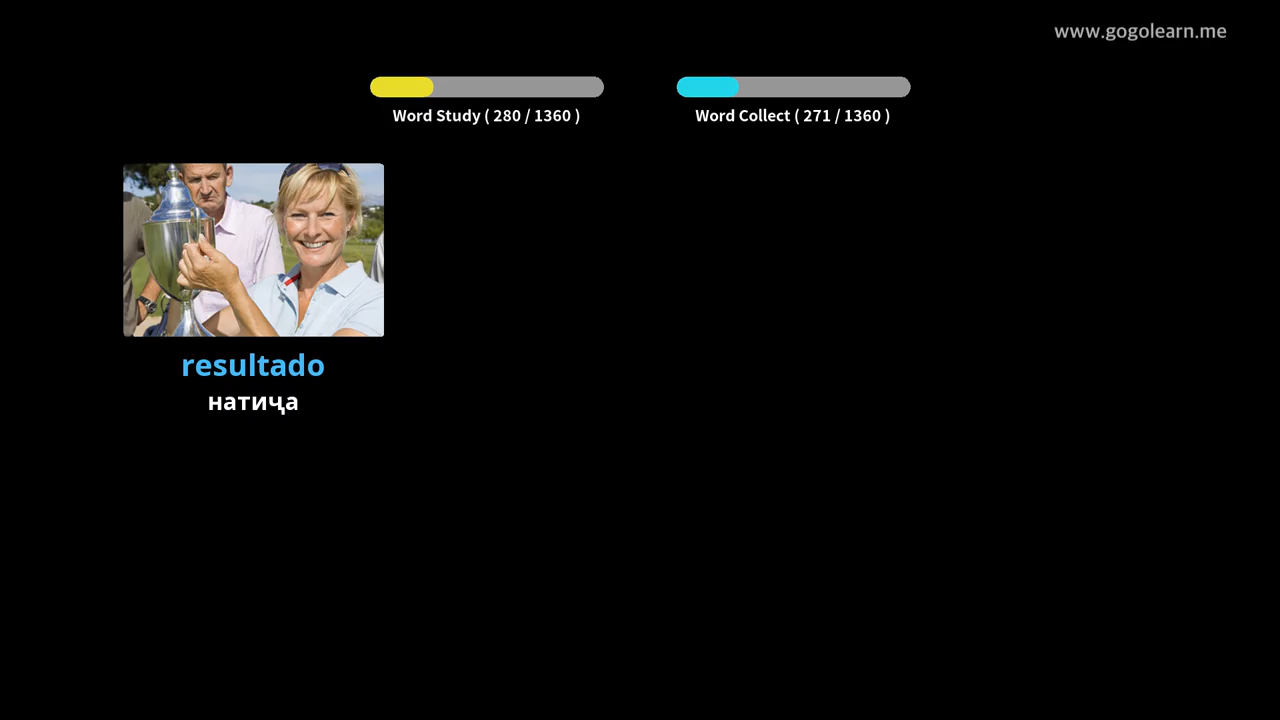 www.gogolearn.me
Word Study ( 280 / 1360 )
Word Collect ( 271 / 1360 )
resultado
натиҷа